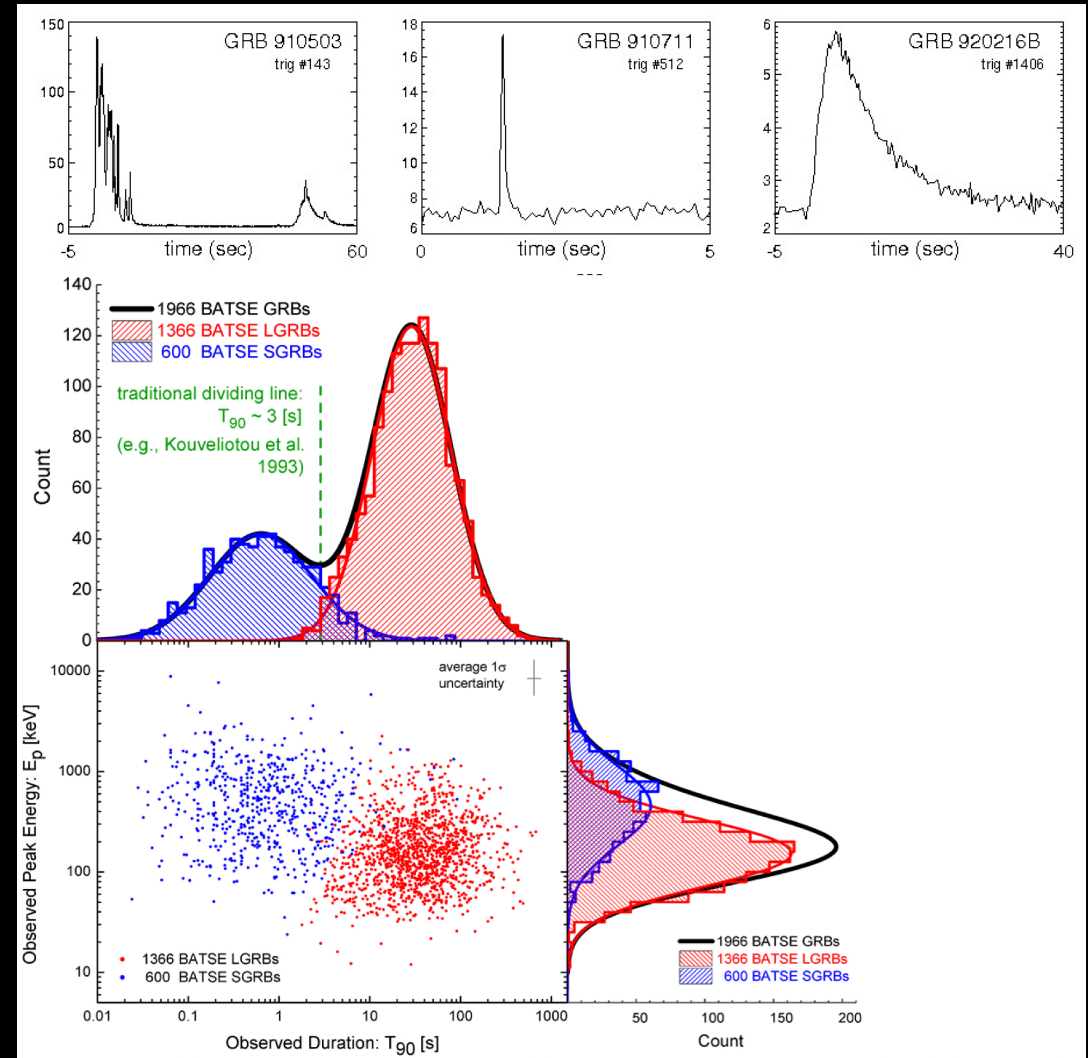 150
100
50
0
-5
60
time (sec)
GRB 910503
trig #143
18
16
14
12
10
8
6
0
5
time (sec)
GRB 910711
trig #512
6
5
4
3
2
-5
40
time (sec)
GRB 920216B
trig #1406
140
120
100
80
60
40
20
0
Count
1966 BATSE GRBs
1366 BATSE LGRBs
600 BATSE SGRBs
traditional dividing line:
T90 ~ 3 [s]
(e.g., Kouveliotou et al.
1993)
10000
1000
100
10
Observed Peak Energy: Ep [keV]
average 1σ
uncertainty
1366 BATSE LGRBs
600 BATSE SGRBs
0.01
0.1
1
10
100
1000
Observed Duration: T90 [s]
1966 BATSE GRBs
1366 BATSE LGRBs
600 BATSE SGRBs
50
100
150
200
Count